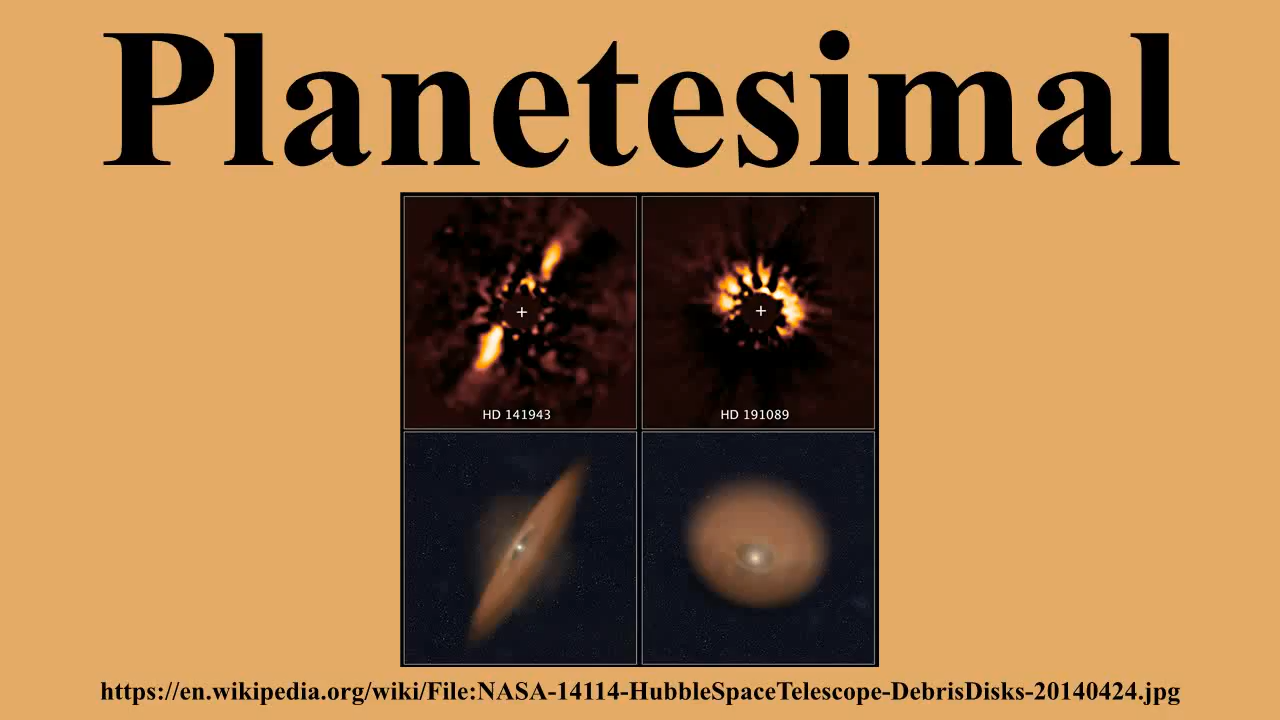 Planetesimal
+
+
HD 141943
HD 191089
https://en.wikipedia.org/wiki/File:NASA-14114-HubbleSpaceTelescope-DebrisDisks-20140424.jpg